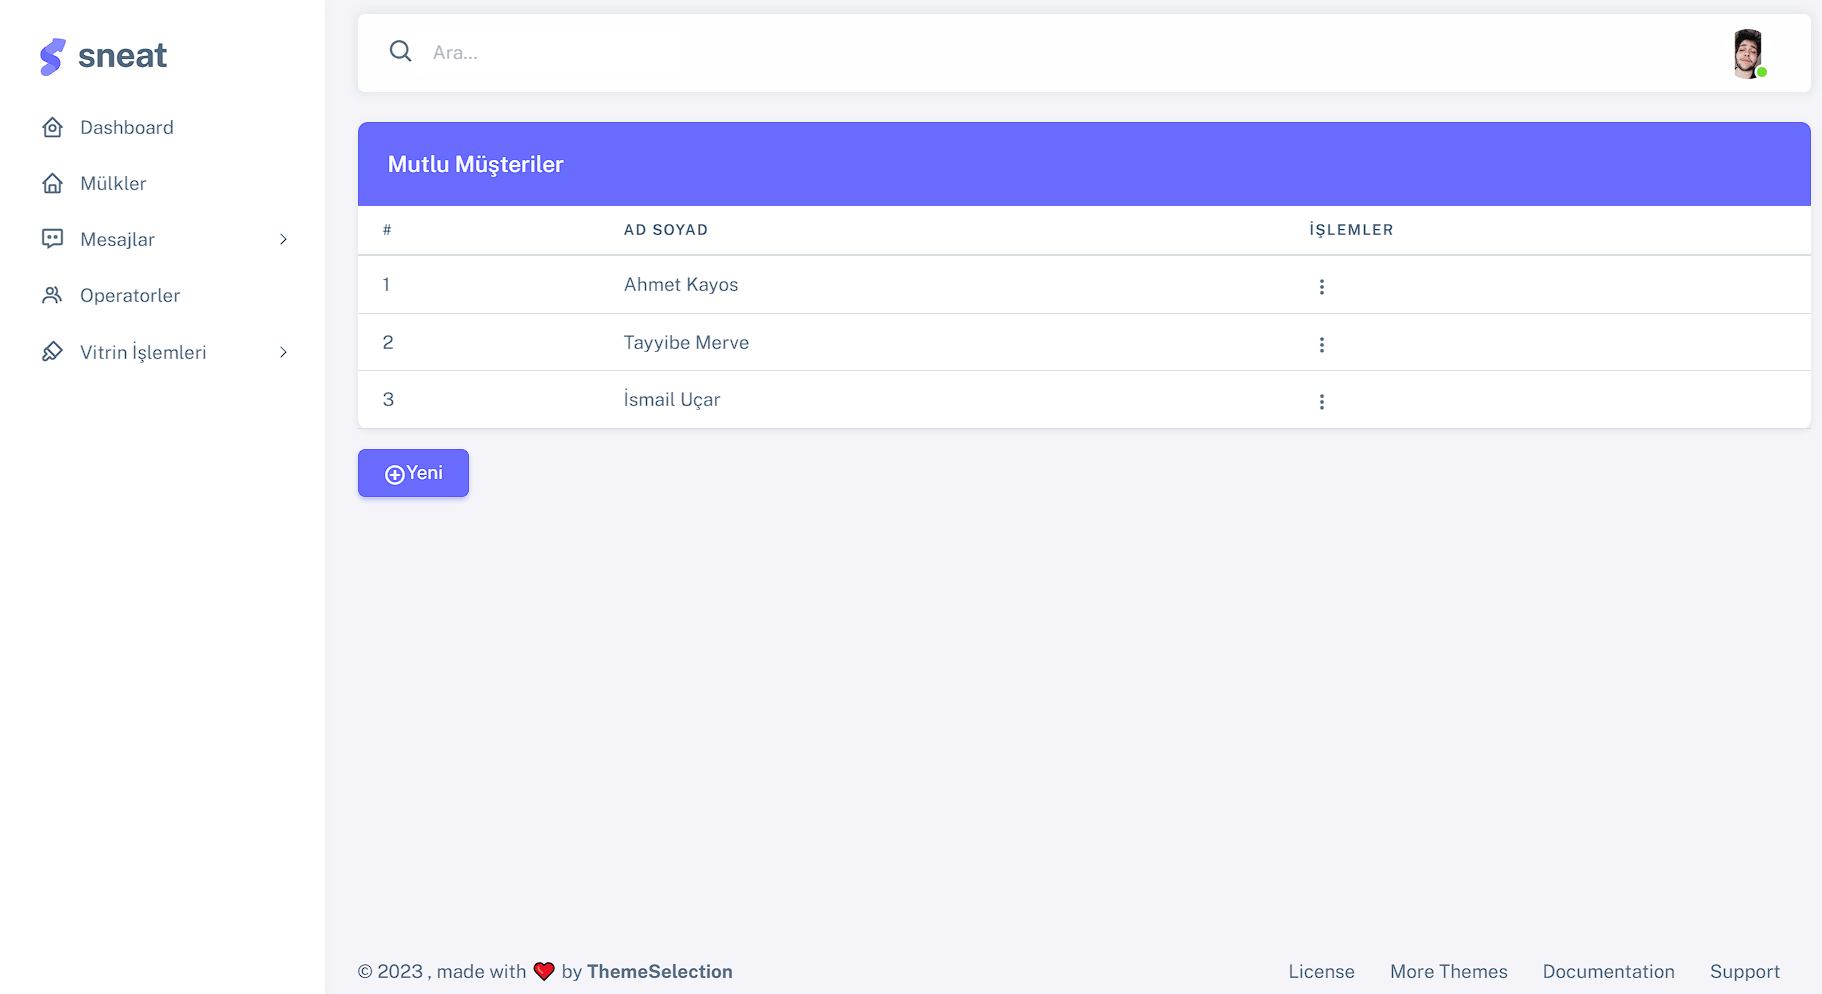 sneat
Dashboard
Mülkler
Mesajlar
Operatorler
Vitrin İşlemleri
Ara...
Mutlu Müşteriler
# AD SOYAD İŞLEMLER
1 Ahmet Kayos
2 Tayyibe Merve
3 İsmail Uçar
Yeni
© 2023 , made with ❤️ by ThemeSelection License More Themes Documentation Support